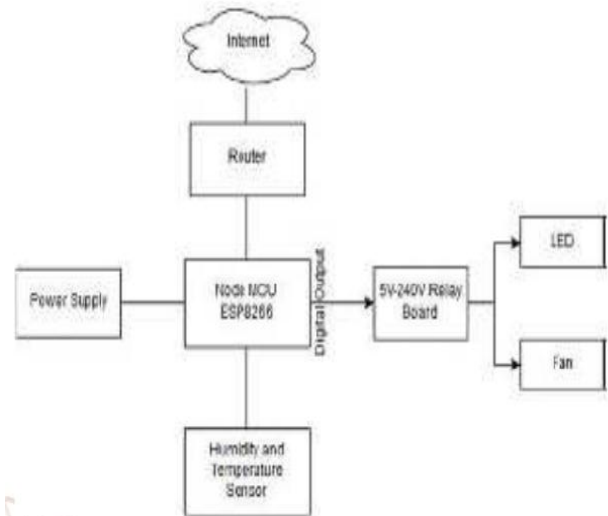 Internet
Router
Node MCU
ESP8266
Power Supply
Digital Output
5V-240V Relay
Board
LED
Fan
Humidity and
Temperature
Sensor